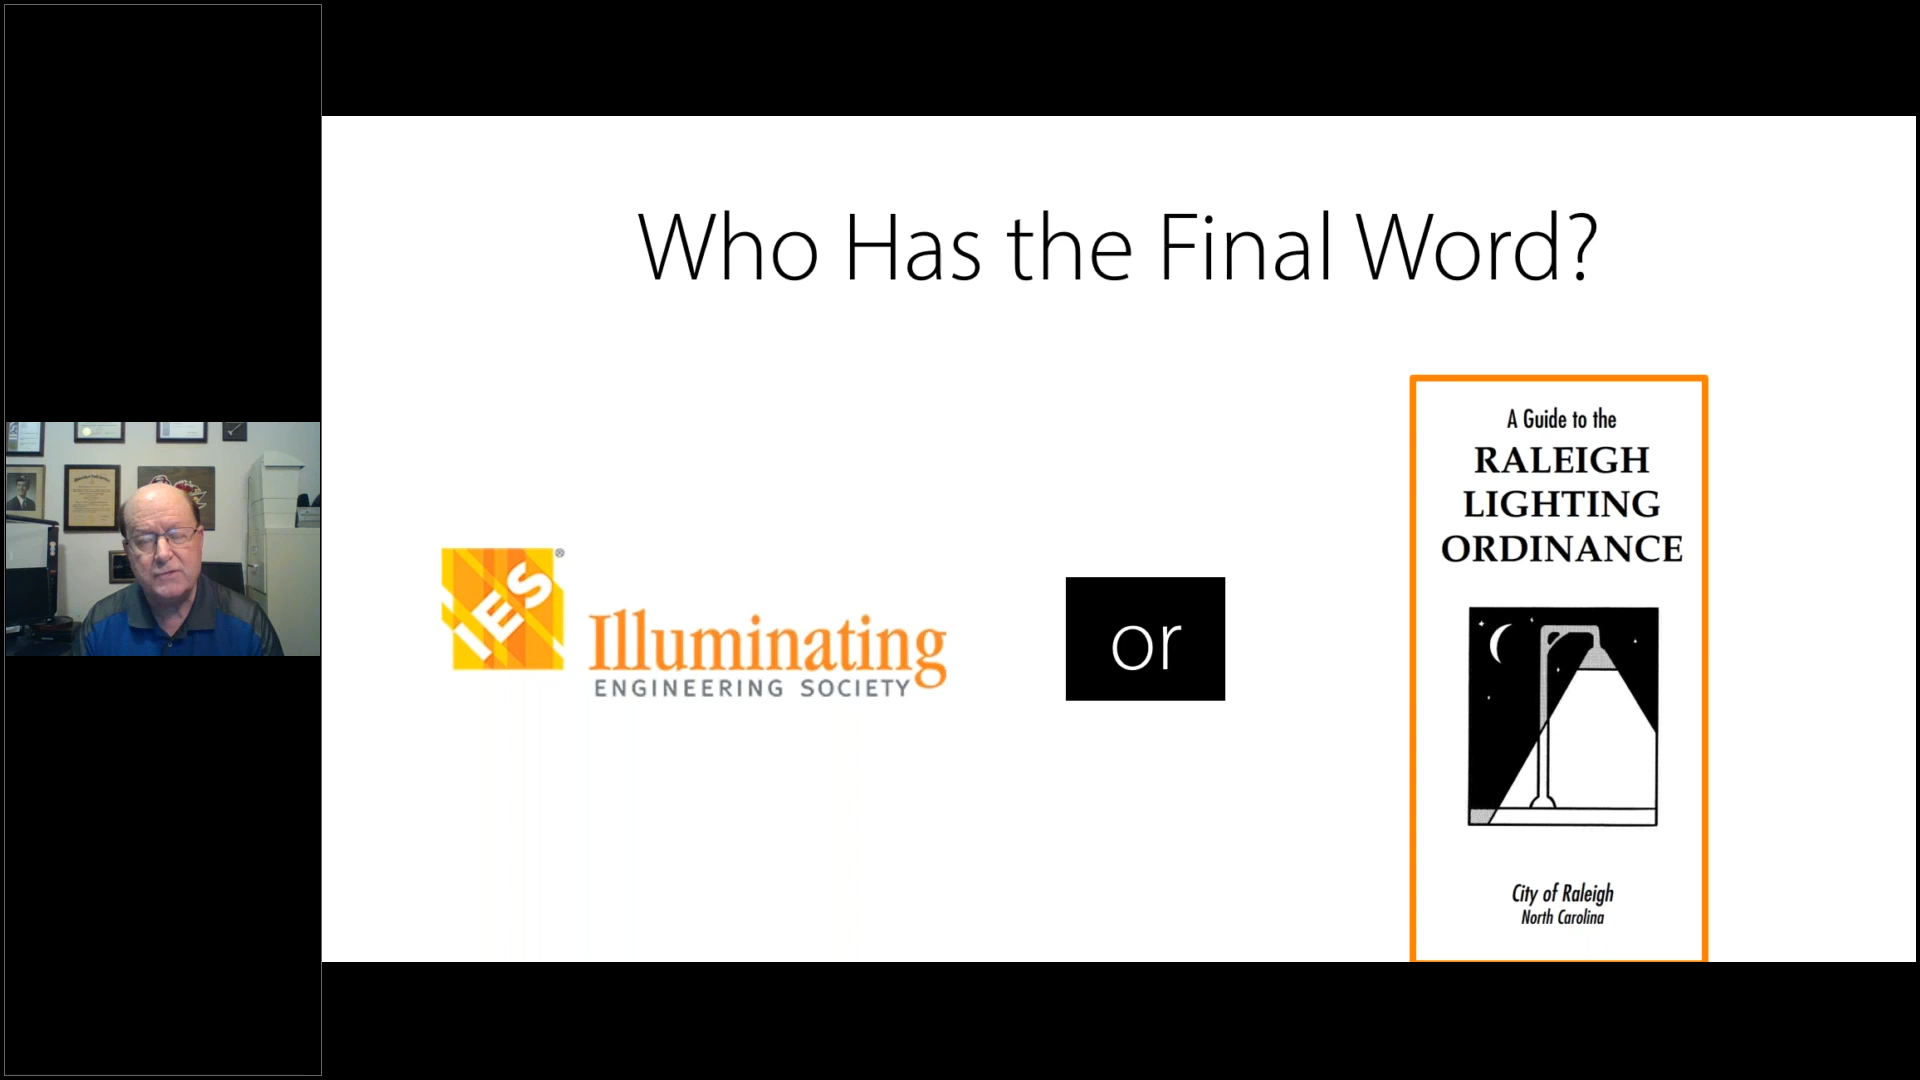 Who Has the Final Word?
IES®
Illuminating
ENGINEERING SOCIETY
or
A Guide to the
RALEIGH
LIGHTING
ORDINANCE
City of Raleigh
North Carolina